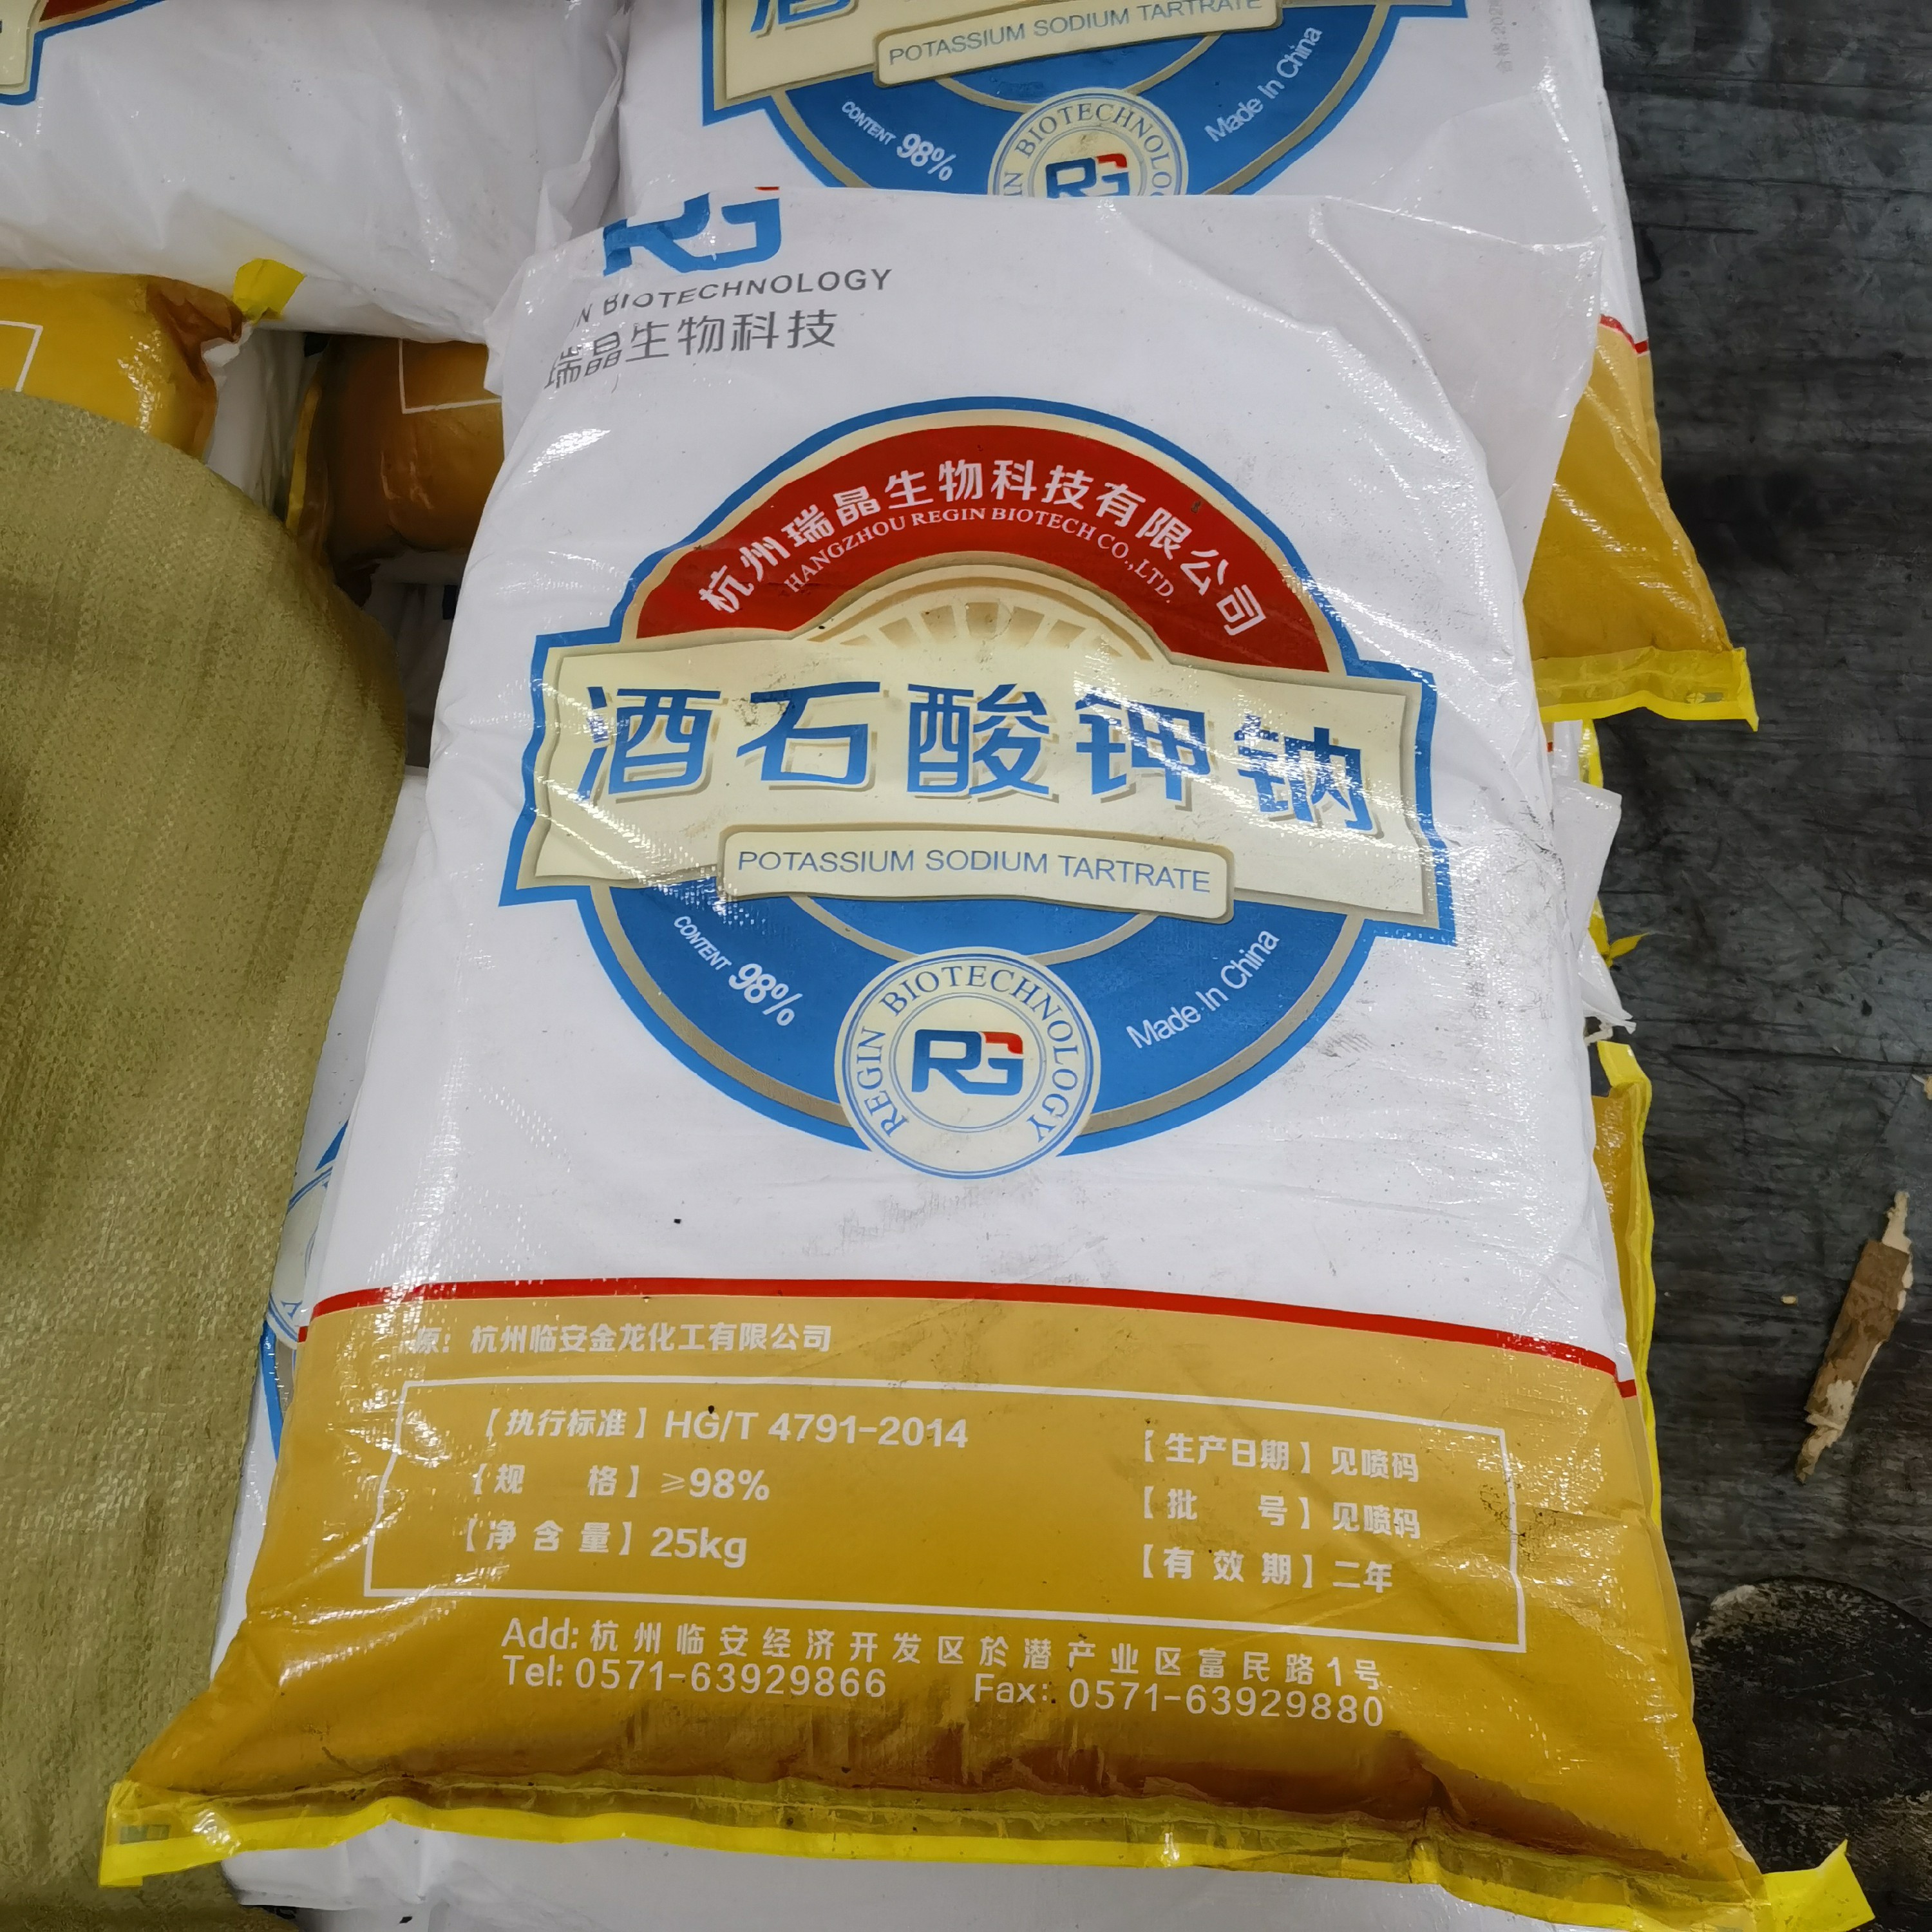 POTASSIUM SODIUM TARTRATE
CONTENT 98%
Made In China
BIOTECHNOLOGY
RG
RG
BIOTECHNOLOGY
瑞晶生物科技
杭州瑞晶生物科技有限公司
HANGZHOU REGIN BIOTECH CO.,LTD.
酒石酸钾钠
POTASSIUM SODIUM TARTRATE
CONTENT 98%
Made In China
REGIN BIOTECHNOLOGY
RG
源：杭州临安金龙化工有限公司
【执行标准】HG/T 4791-2014
【生产日期】见喷码
【规 格】≥98%
【批 号】见喷码
【净含量】25kg
【有效期】二年
Add: 杭州临安经济开发区於潜产业区富民路1号
Tel: 0571-63929866 Fax: 0571-63929880